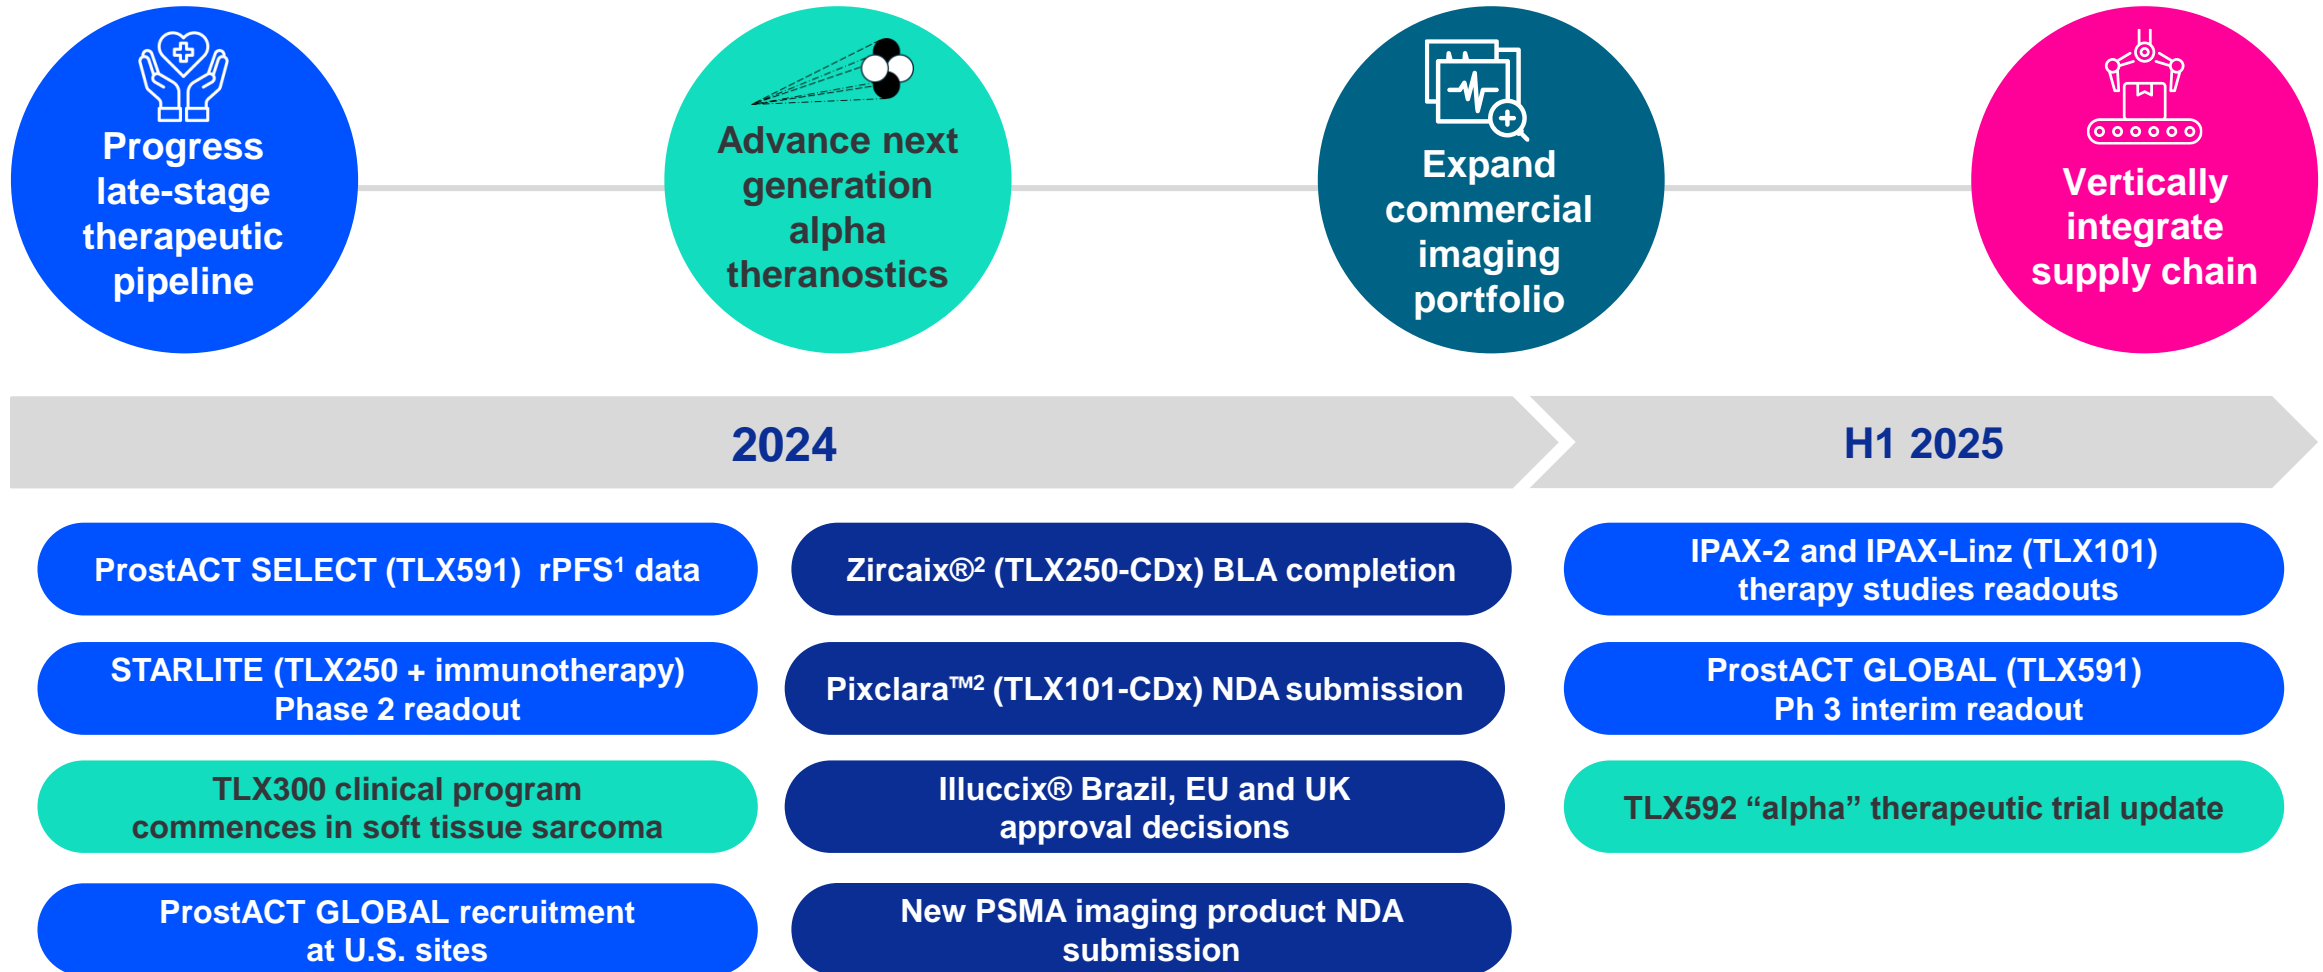 Progress
late-stage
therapeutic
pipeline
Advance next
generation
alpha
theranostics
Expand
commercial
imaging
portfolio
Vertically
integrate
supply chain
2024
H1 2025
ProstACT SELECT (TLX591) rPFS¹ data
STARLITE (TLX250 + immunotherapy)
Phase 2 readout
TLX300 clinical program
commences in soft tissue sarcoma
ProstACT GLOBAL recruitment
at U.S. sites
Zircaix®² (TLX250-CDx) BLA completion
Pixclara™² (TLX101-CDx) NDA submission
Illuccix® Brazil, EU and UK
approval decisions
New PSMA imaging product NDA
submission
IPAX-2 and IPAX-Linz (TLX101)
therapy studies readouts
ProstACT GLOBAL (TLX591)
Ph 3 interim readout
TLX592 “alpha” therapeutic trial update